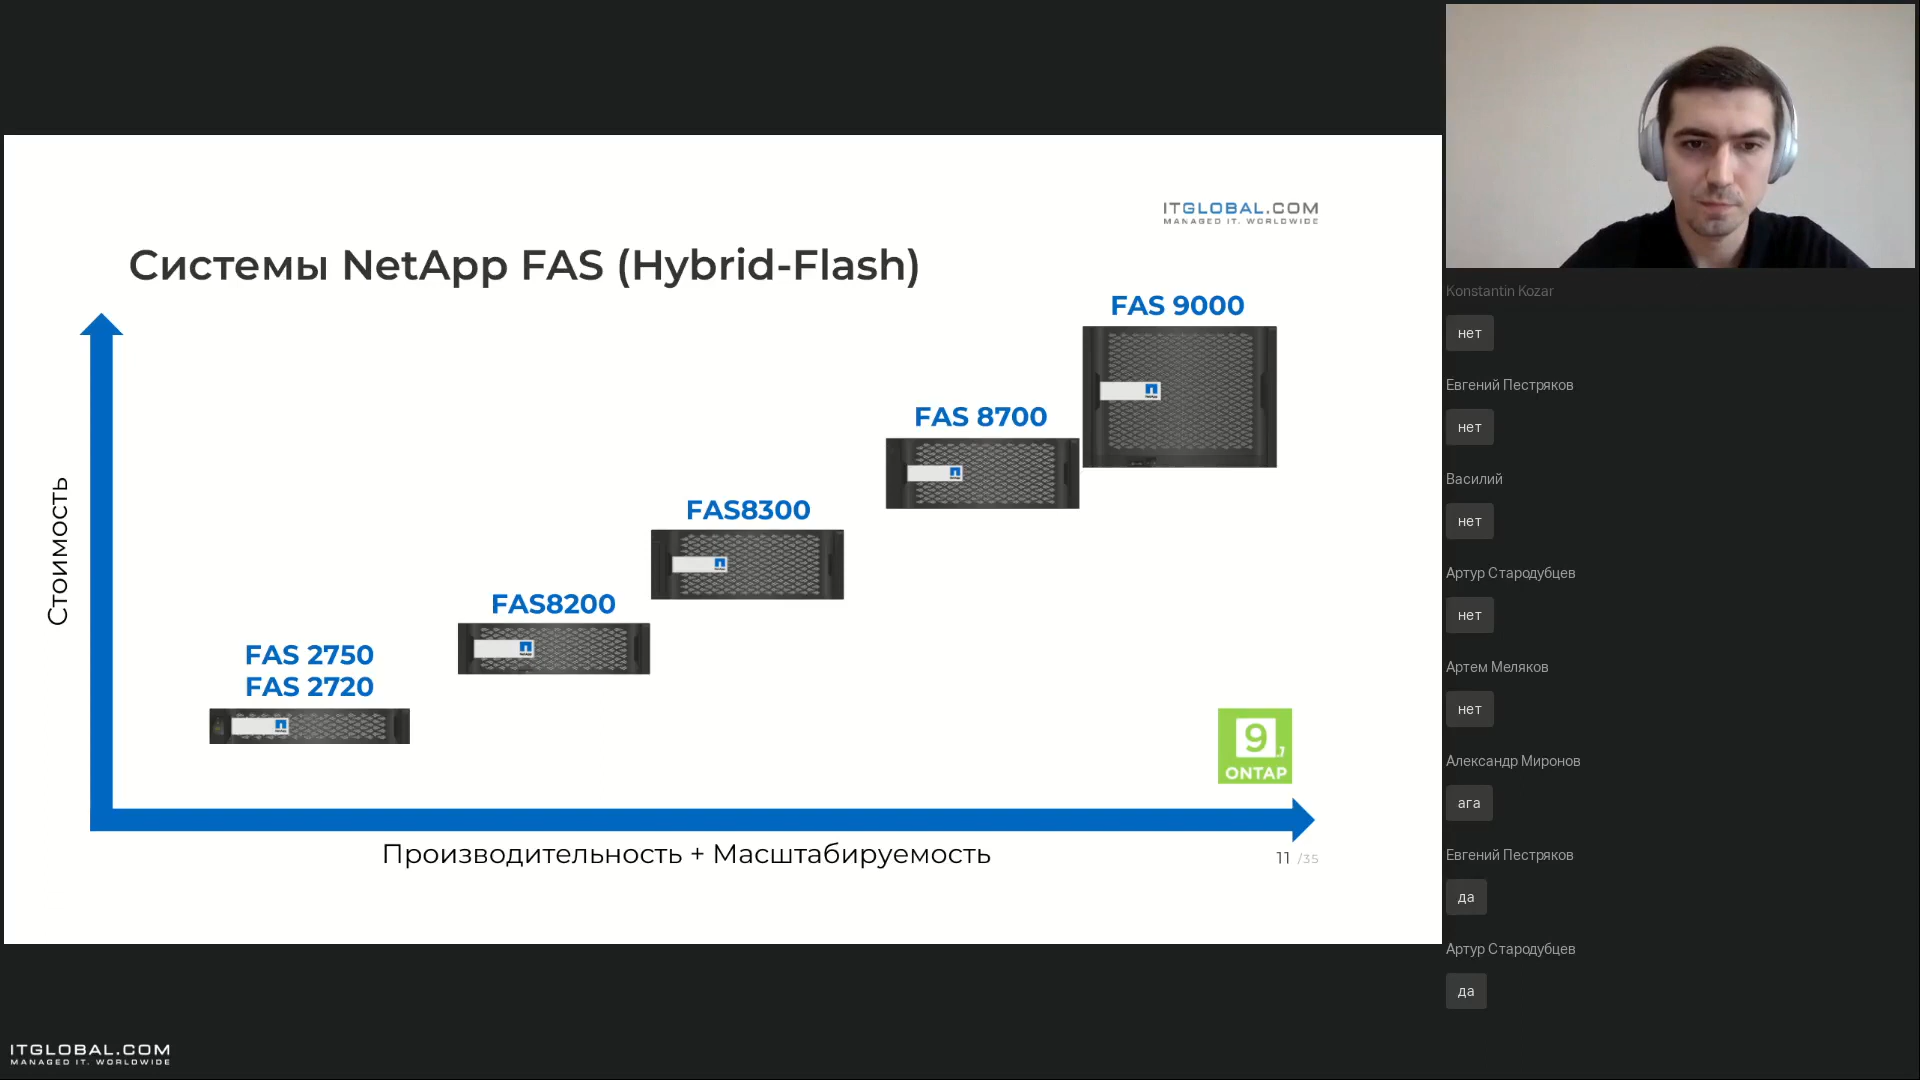 ITGLOBAL.COM
MANAGED IT. WORLDWIDE
Системы NetApp FAS (Hybrid-Flash)
FAS 9000
FAS 8700
FAS8300
FAS8200
FAS 2750
FAS 2720
Стоимость
9.7
ONTAP
Производительность + Масштабируемость
11 /35
ITGLOBAL.COM
MANAGED IT. WORLDWIDE
Konstantin Kozar
нет
Евгений Пестряков
нет
Василий
нет
Артур Стародубцев
нет
Артем Меляков
нет
Александр Миронов
ага
Евгений Пестряков
да
Артур Стародубцев
да